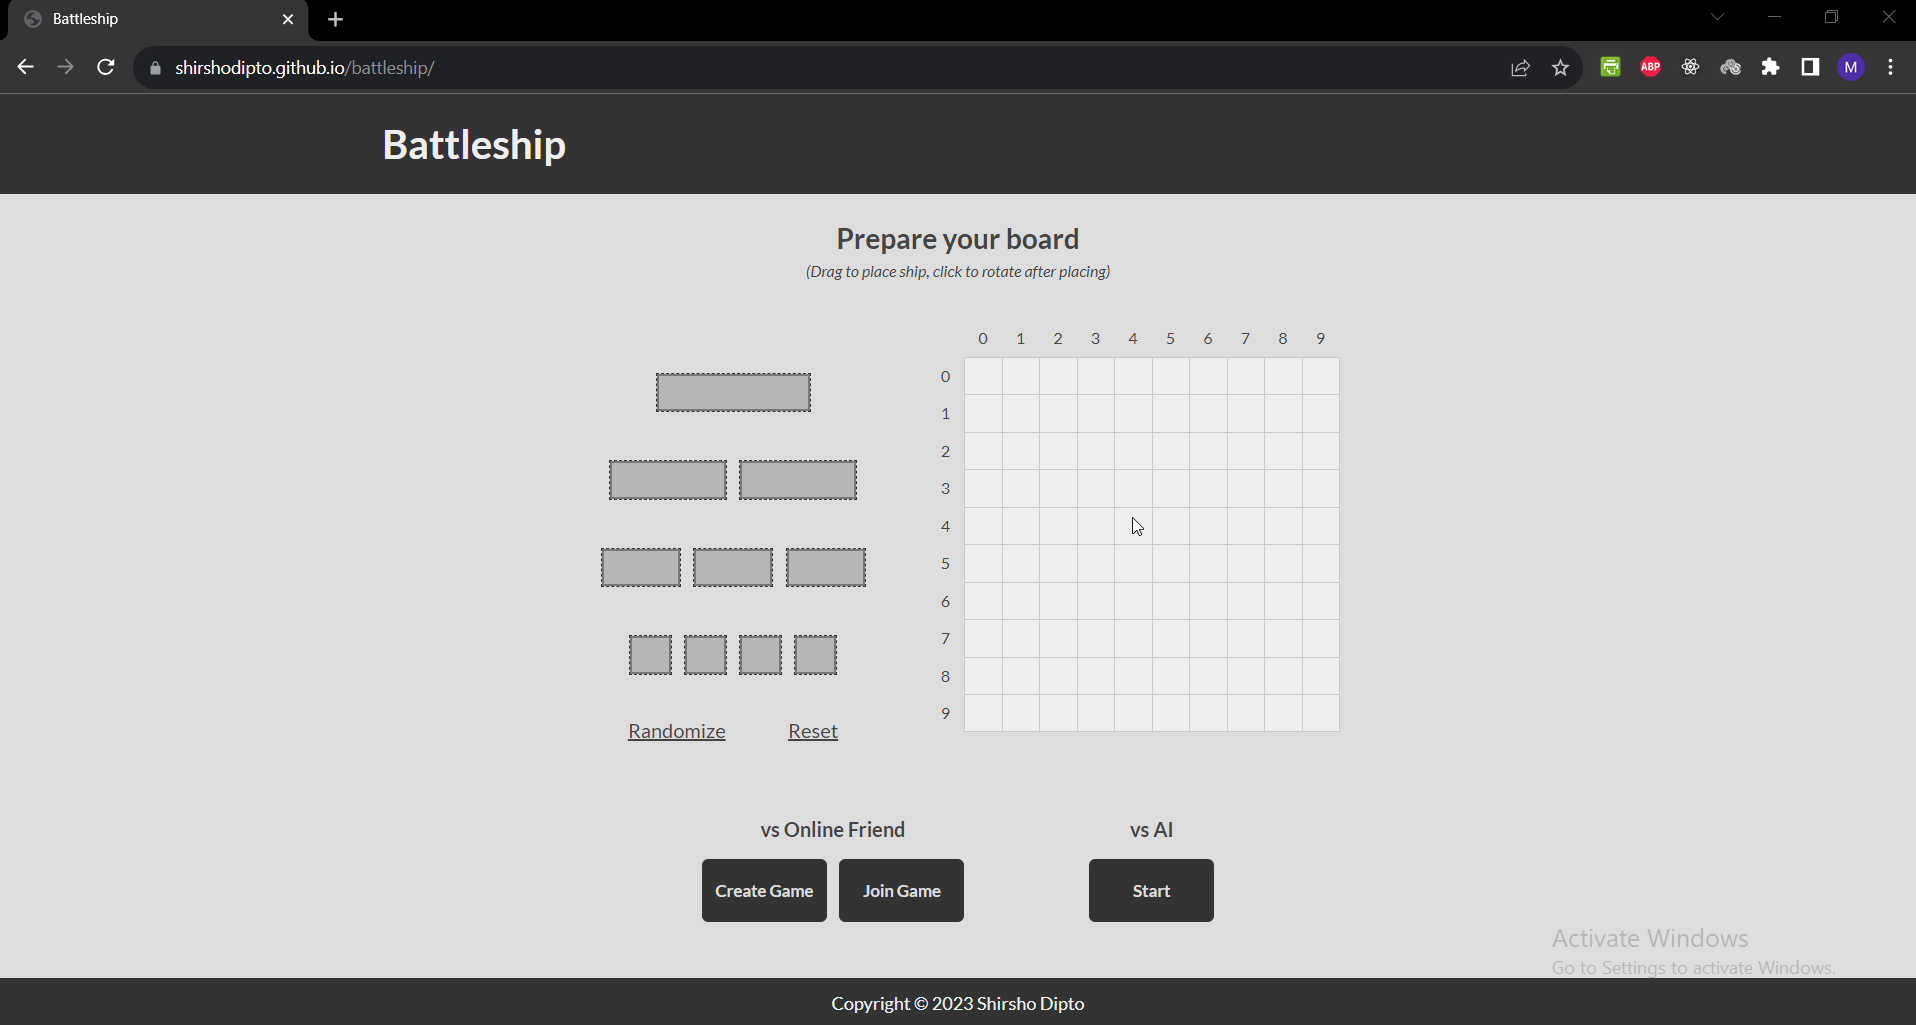 Battleship
shirshodipto.github.io/battleship/
ABP
M
Battleship
Prepare your board
(Drag to place ship, click to rotate after placing)
0 1 2 3 4 5 6 7 8 9
0
1
2
3
4
5
6
7
8
9
Randomize Reset
vs Online Friend vs AI
Create Game Join Game Start
Activate Windows
Go to Settings to activate Windows.
Copyright © 2023 Shirsho Dipto